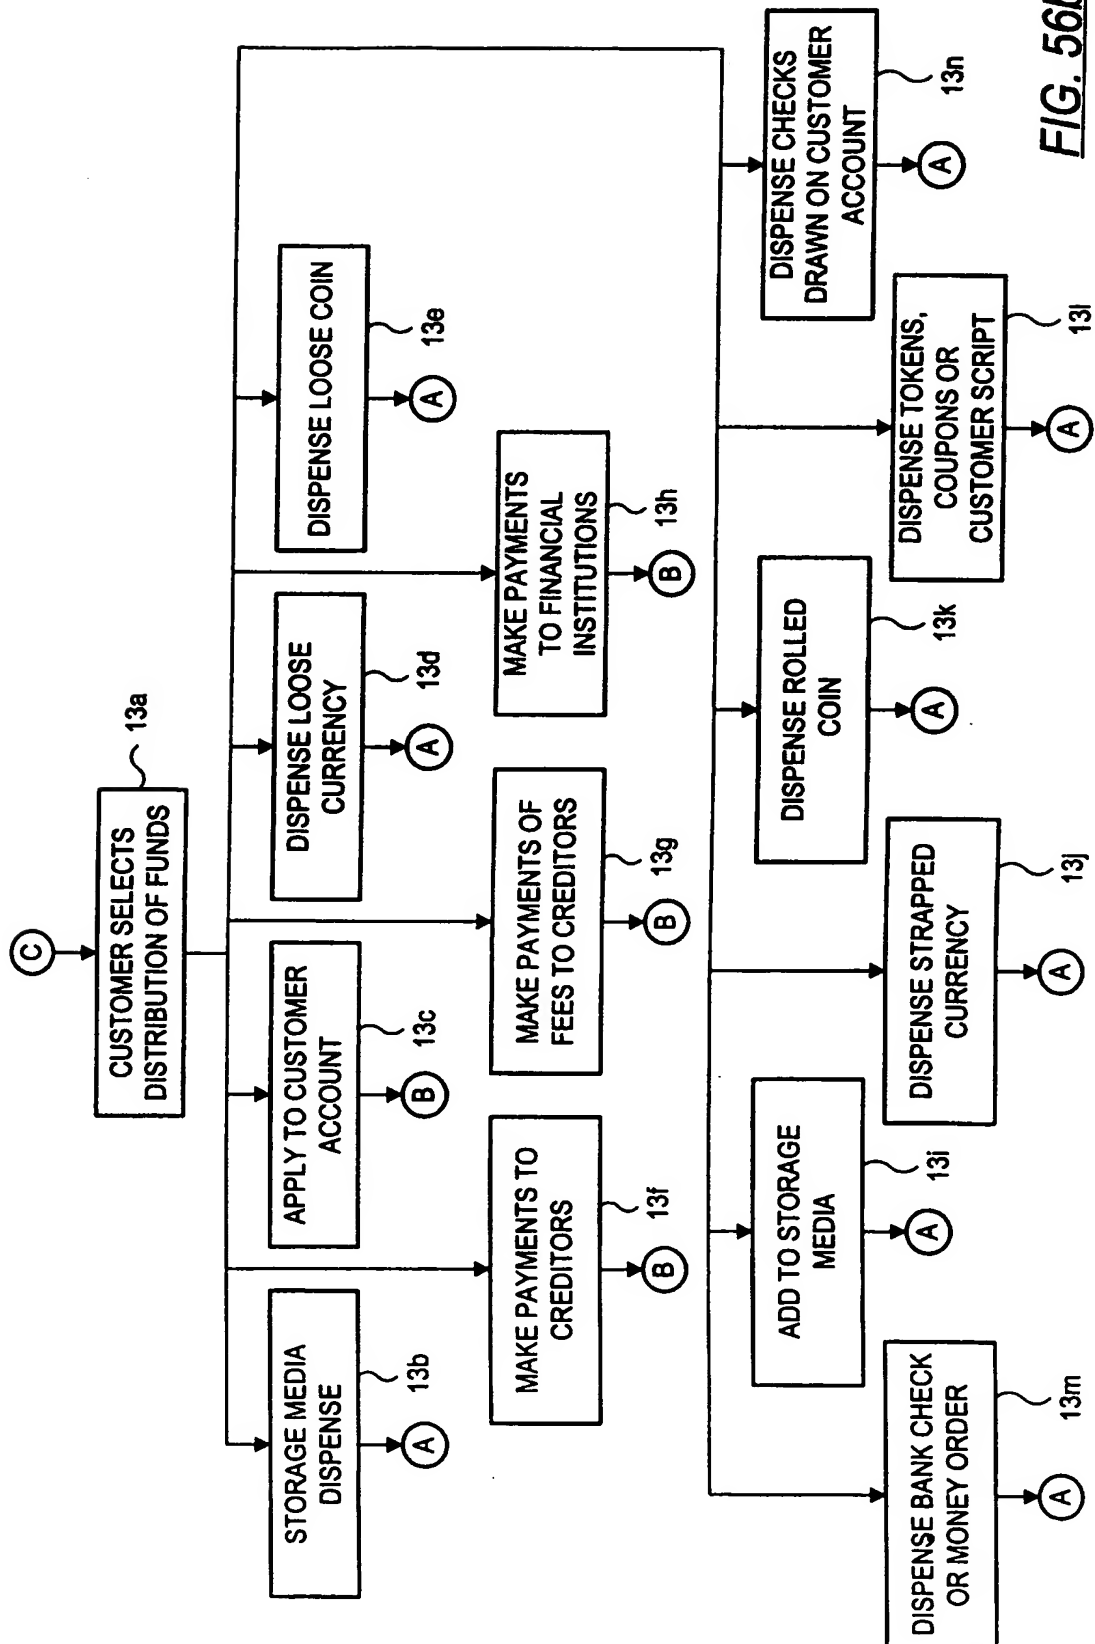 C
CUSTOMER SELECTS
DISTRIBUTION OF FUNDS
13a
STORAGE MEDIA
DISPENSE
13b
A
APPLY TO CUSTOMER
ACCOUNT
13c
B
DISPENSE LOOSE
CURRENCY
13d
A
DISPENSE LOOSE COIN
13e
A
MAKE PAYMENTS TO
CREDITORS
13f
B
MAKE PAYMENTS OF
FEES TO CREDITORS
13g
B
MAKE PAYMENTS
TO FINANCIAL
INSTITUTIONS
13h
B
ADD TO STORAGE
MEDIA
13i
A
DISPENSE ROLLED
COIN
13k
A
DISPENSE CHECKS
DRAWN ON CUSTOMER
ACCOUNT
13n
A
DISPENSE BANK CHECK
OR MONEY ORDER
13m
A
DISPENSE STRAPPED
CURRENCY
13j
A
DISPENSE TOKENS,
COUPONS OR
CUSTOMER SCRIPT
13l
A
FIG. 56b